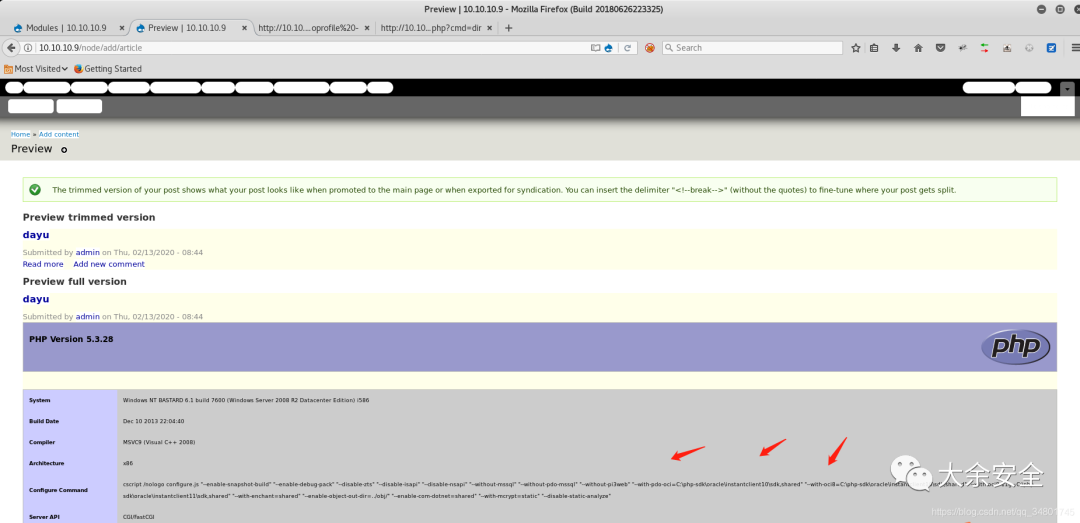 Preview | 10.10.10.9 - Mozilla Firefox (Build 20180626223325)
Modules | 10.10.10.9 × Preview | 10.10.10.9 × http://10.10....oprofile%20- × http://10.10....php?cmd=dir × +
10.10.10.9/node/add/article Search
Most Visited Getting Started
Home » Add content
Preview
The trimmed version of your post shows what your post looks like when promoted to the main page or when exported for syndication. You can insert the delimiter "<!--break-->" (without the quotes) to fine-tune where your post gets split.
Preview trimmed version
dayu
Submitted by admin on Thu, 02/13/2020 - 08:44
Read more Add new comment
Preview full version
dayu
Submitted by admin on Thu, 02/13/2020 - 08:44
PHP Version 5.3.28
php
System Windows NT BASTARD 6.1 build 7600 (Windows Server 2008 R2 Datacenter Edition) i586
Build Date Dec 10 2013 22:04:40
Compiler MSVC9 (Visual C++ 2008)
Architecture x86
Configure Command cscript /nologo configure.js "--enable-snapshot-build" "--enable-debug-pack" "--disable-zts" "--disable-isapi" "--disable-nsapi" "--without-mssql" "--without-pdo-mssql" "--without-pi3web" "--with-pdo-oci=C:\php-sdk\oracle\instantclient10\sdk,shared" "--with-oci8=C:\php-sdk\oracle
sdk\oracle\instantclient11\sdk,shared" "--with-enchant=shared" "--enable-object-out-dir=../obj/" "--enable-com-dotnet=shared" "--with-mcrypt=static" "--disable-static-analyze"
Server API CGI/FastCGI
大余安全